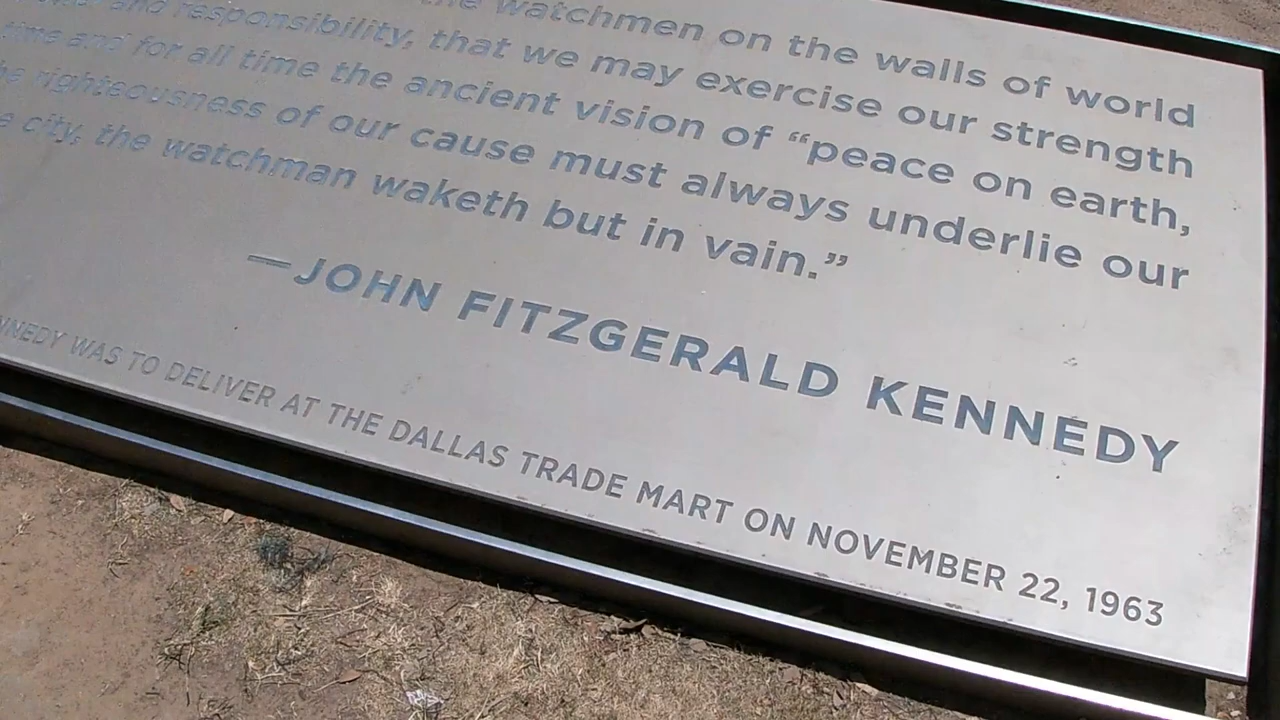 the watchmen on the walls of world
and responsibility, that we may exercise our strength
time and for all time the ancient vision of “peace on earth,
righteousness of our cause must always underlie our
city, the watchman waketh but in vain.”
—JOHN FITZGERALD KENNEDY
WAS TO DELIVER AT THE DALLAS TRADE MART ON NOVEMBER 22, 1963